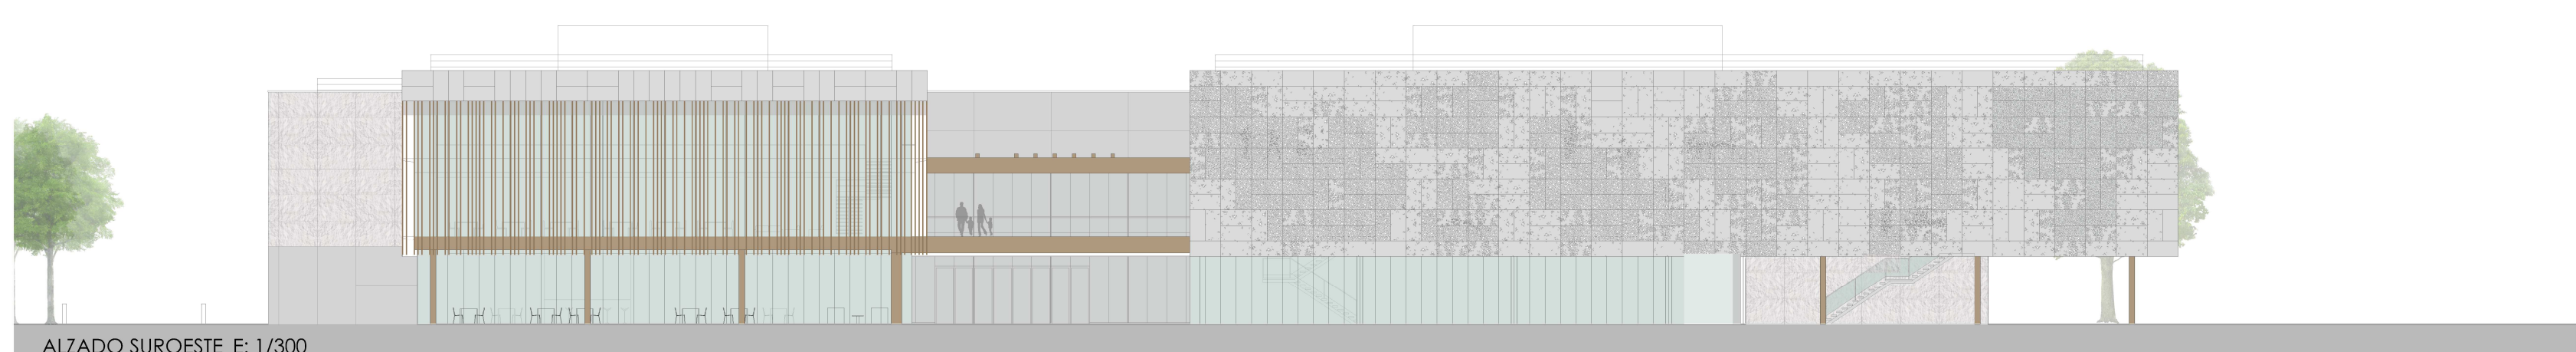 ALZADO SUROESTE E: 1/300